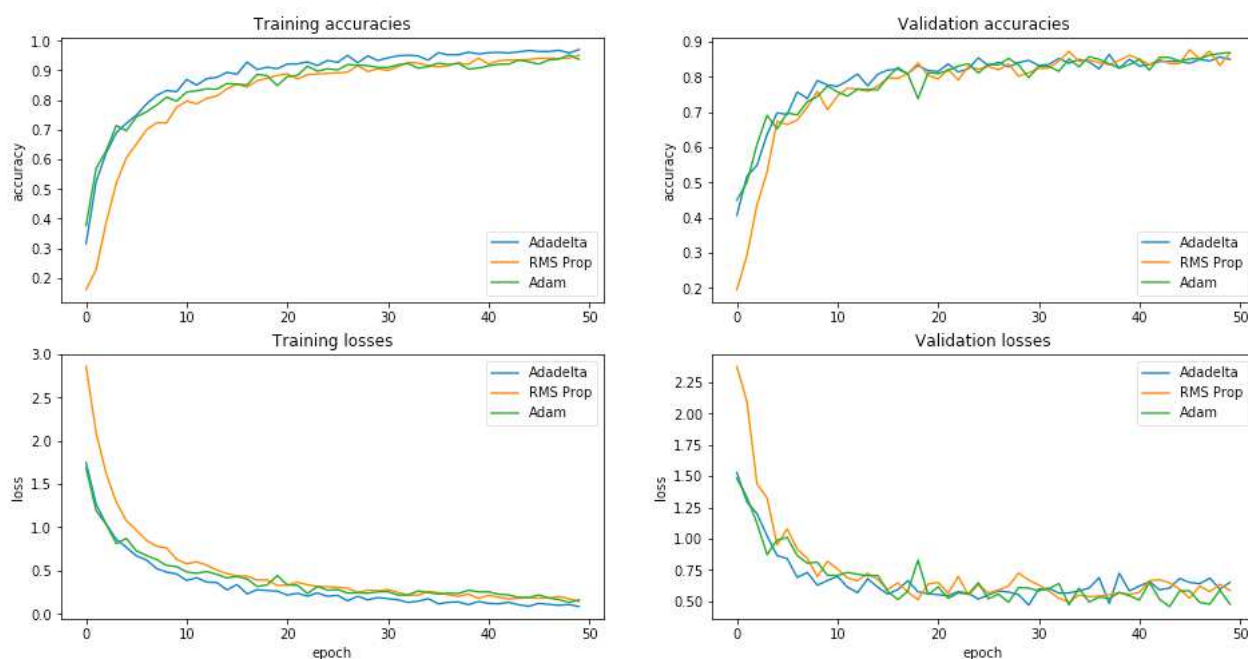 Training accuracies
1.0
0.9
0.8
0.7
0.6
0.5
0.4
0.3
0.2
accuracy
Adadelta
RMS Prop
Adam
0 10 20 30 40 50
Validation accuracies
0.9
0.8
0.7
0.6
0.5
0.4
0.3
0.2
accuracy
Adadelta
RMS Prop
Adam
0 10 20 30 40 50
Training losses
3.0
2.5
2.0
1.5
1.0
0.5
0.0
loss
Adadelta
RMS Prop
Adam
0 10 20 30 40 50
epoch
Validation losses
2.25
2.00
1.75
1.50
1.25
1.00
0.75
0.50
loss
Adadelta
RMS Prop
Adam
0 10 20 30 40 50
epoch